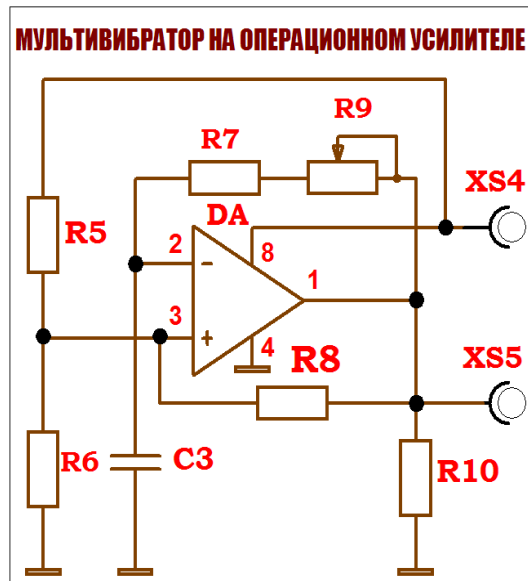 МУЛЬТИВИБРАТОР НА ОПЕРАЦИОННОМ УСИЛИТЕЛЕ
R9
R7
XS4
DA
R5
2
8
-
1
3
+
4
XS5
R8
R6
C3
R10